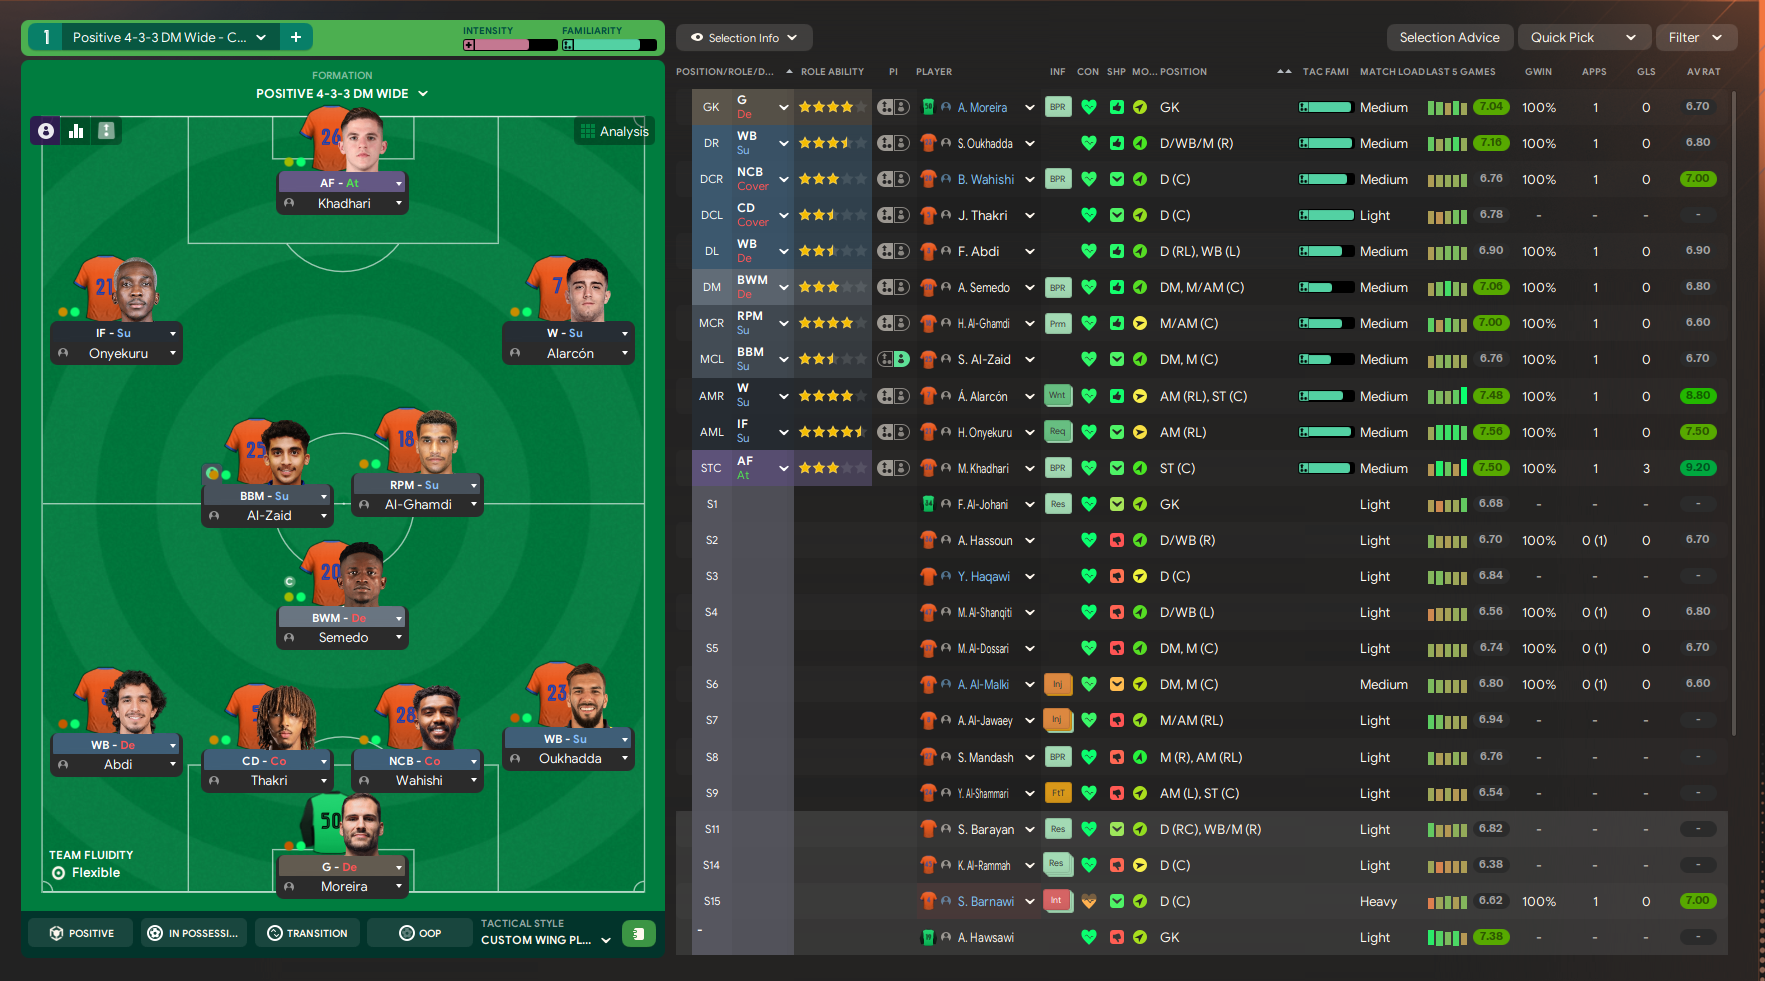 1 Positive 4-3-3 DM Wide - C... +
INTENSITY
FAMILIARITY
Selection Info
Selection Advice
Quick Pick
Filter
FORMATION
POSITIVE 4-3-3 DM WIDE
Analysis
26
AF - At
Khadhari
21
IF - Su
Onyekuru
7
W - Su
Alarcón
25
BBM - Su
Al-Zaid
18
RPM - Su
Al-Ghamdi
C
20
BWM - De
Semedo
WB - De
Abdi
CD - Co
Thakri
28
NCB - Co
Wahishi
23
WB - Su
Oukhadda
50
G - De
Moreira
TEAM FLUIDITY
Flexible
POSITIVE
IN POSSESSI...
TRANSITION
OOP
TACTICAL STYLE
CUSTOM WING PL...
POSITION/ROLE/D... ROLE ABILITY PI PLAYER INF CON SHP MO... POSITION TAC FAMI MATCH LOAD LAST 5 GAMES GWIN APPS GLS AV RAT
GK G De A. Moreira BPR GK Medium 7.04 100% 1 0 6.70
DR WB Su S. Oukhadda D/WB/M (R) Medium 7.16 100% 1 0 6.80
DCR NCB Cover B. Wahishi BPR D (C) Medium 6.76 100% 1 0 7.00
DCL CD Cover J. Thakri D (C) Light 6.78 - - - -
DL WB De F. Abdi D (RL), WB (L) Medium 6.90 100% 1 0 6.90
DM BWM De A. Semedo BPR DM, M/AM (C) Medium 7.06 100% 1 0 6.80
MCR RPM Su H. Al-Ghamdi Prm M/AM (C) Medium 7.00 100% 1 0 6.60
MCL BBM Su S. Al-Zaid DM, M (C) Medium 6.76 100% 1 0 6.70
AMR W Su Á. Alarcón Wnt AM (RL), ST (C) Medium 7.48 100% 1 0 8.80
AML IF Su H. Onyekuru Req AM (RL) Medium 7.56 100% 1 0 7.50
STC AF At M. Khadhari BPR ST (C) Medium 7.50 100% 1 3 9.20
S1 F. Al-Johani Res GK Light 6.68 - - - -
S2 A. Hassoun D/WB (R) Light 6.70 100% 0 (1) 0 6.70
S3 Y. Haqawi D (C) Light 6.84 - - - -
S4 M. Al-Shanqiti D/WB (L) Light 6.56 100% 0 (1) 0 6.80
S5 M. Al-Dossari DM, M (C) Light 6.74 100% 0 (1) 0 6.70
S6 A. Al-Malki Inj DM, M (C) Medium 6.80 100% 0 (1) 0 6.60
S7 A. Al-Jawaey Inj M/AM (RL) Light 6.94 - - - -
S8 S. Mandash BPR M (R), AM (RL) Light 6.76 - - - -
S9 Y. Al-Shammari FtT AM (L), ST (C) Light 6.54 - - - -
S11 S. Barayan Res D (RC), WB/M (R) Light 6.82 - - - -
S14 K. Al-Rammah Res D (C) Light 6.38 - - - -
S15 S. Barnawi Int D (C) Heavy 6.62 100% 1 0 7.00
- A. Hawsawi GK Light 7.38 - - - -